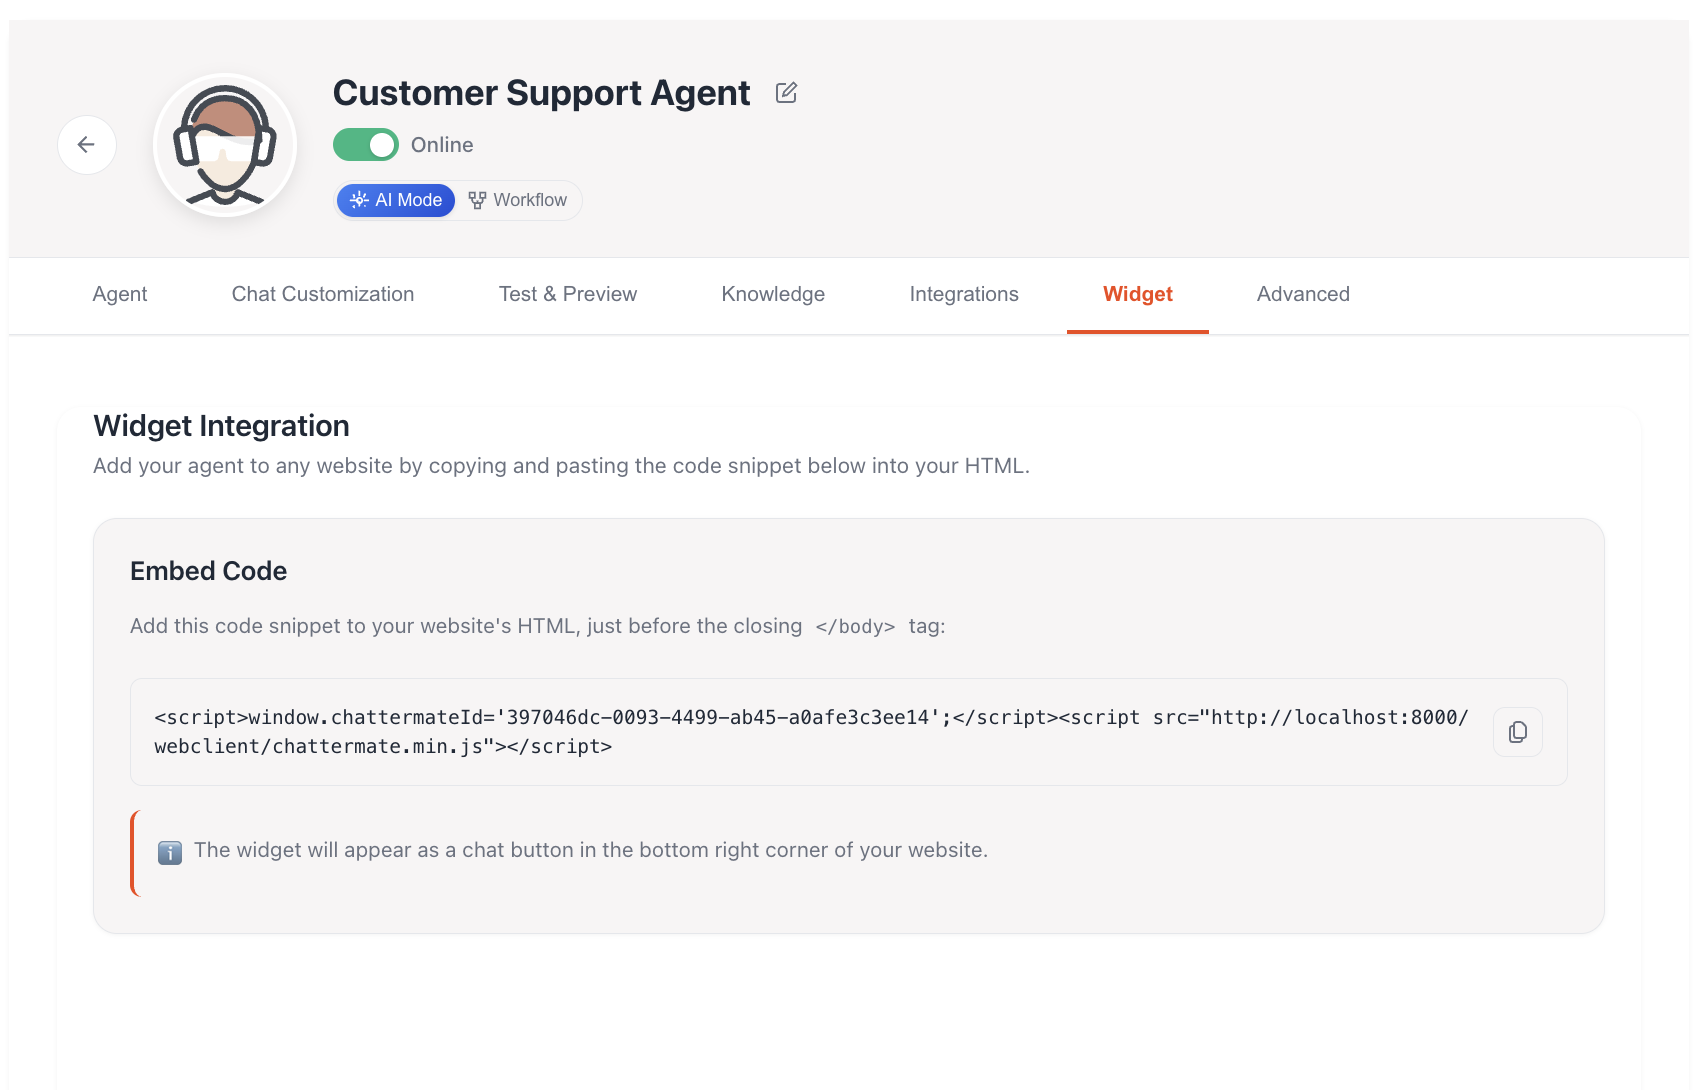 Customer Support Agent
Online
AI Mode Workflow
Agent Chat Customization Test & Preview Knowledge Integrations Widget Advanced
Widget Integration
Add your agent to any website by copying and pasting the code snippet below into your HTML.
Embed Code
Add this code snippet to your website's HTML, just before the closing </body> tag:
<script>window.chattermateId='397046dc-0093-4499-ab45-a0afe3c3ee14';</script><script src="http://localhost:8000/
webclient/chattermate.min.js"></script>
The widget will appear as a chat button in the bottom right corner of your website.